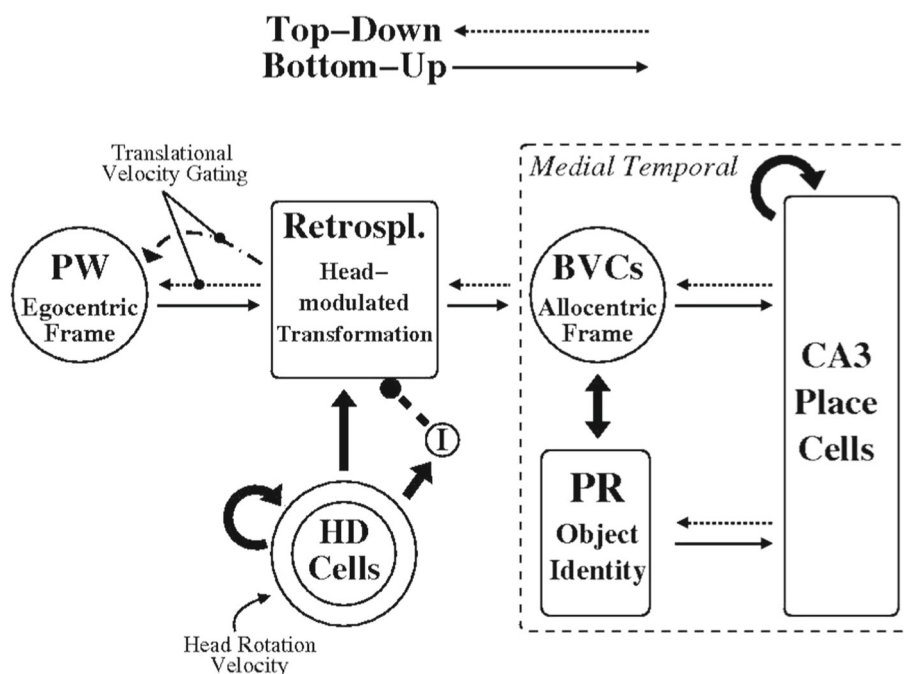 Top–Down
Bottom–Up
Translational
Velocity Gating
Medial Temporal
PW
Egocentric
Frame
Retrospl.
Head–
modulated
Transformation
BVCs
Allocentric
Frame
CA3
Place
Cells
I
HD
Cells
PR
Object
Identity
Head Rotation
Velocity